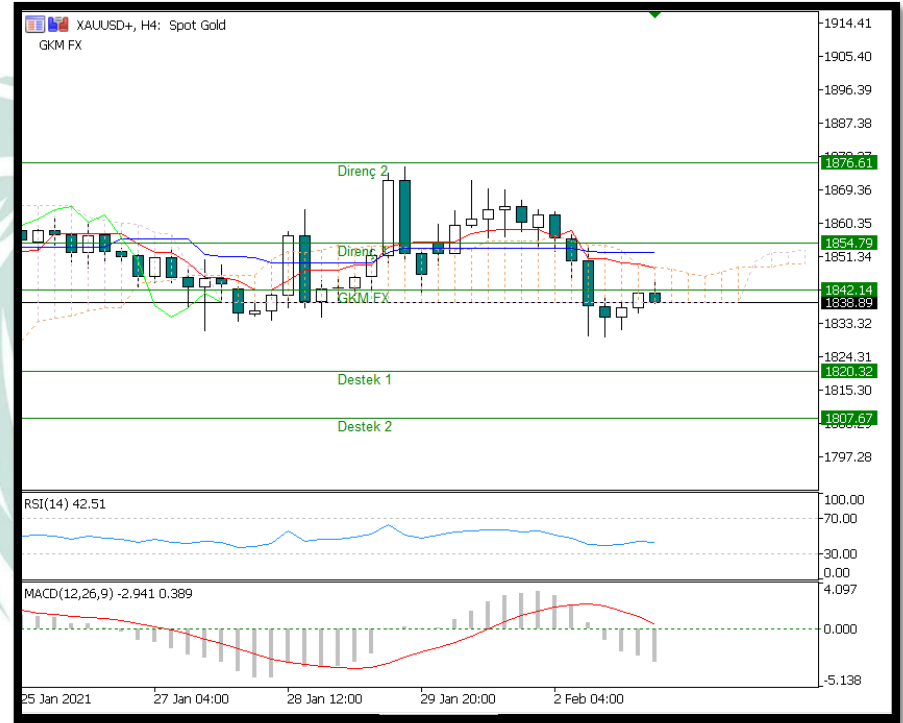 XAUUSD+, H4: Spot Gold
GKM FX
1914.41
1905.40
1896.39
1887.38
1876.61
Direnç 2
1869.36
1860.35
1854.79
Direnç
1851.34
1842.14
GKM FX
1838.89
1833.32
1824.31
1820.32
Destek 1
1815.30
1807.67
Destek 2
1797.28
RSI(14) 42.51
100.00
70.00
30.00
0.00
MACD(12,26,9) -2.941 0.389
4.097
0.000
-5.138
25 Jan 2021
27 Jan 04:00
28 Jan 12:00
29 Jan 20:00
2 Feb 04:00